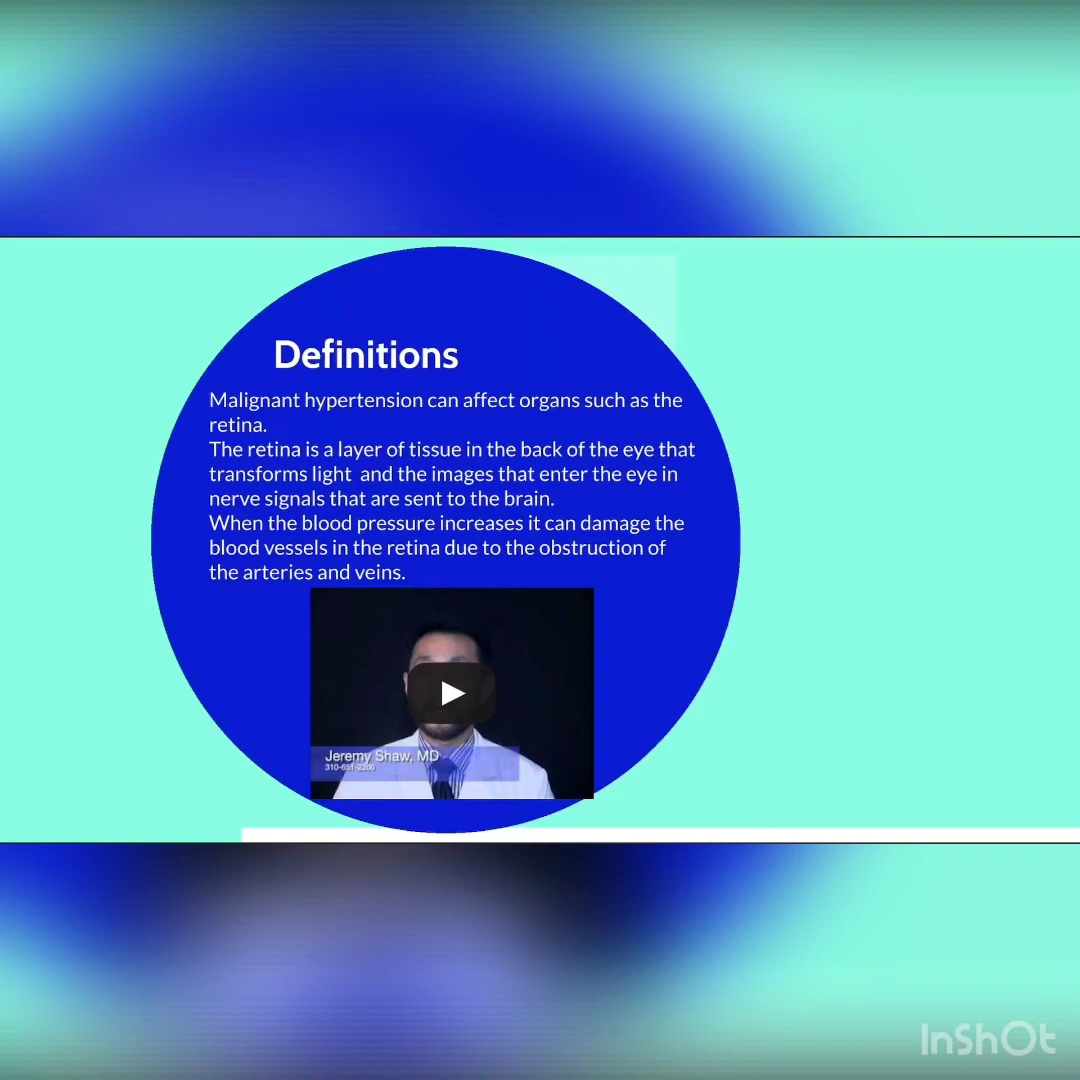 Definitions
Malignant hypertension can affect organs such as the
retina.
The retina is a layer of tissue in the back of the eye that
transforms light and the images that enter the eye in
nerve signals that are sent to the brain.
When the blood pressure increases it can damage the
blood vessels in the retina due to the obstruction of
the arteries and veins.
Jeremy Shaw, MD
310-651-2300
InShOt